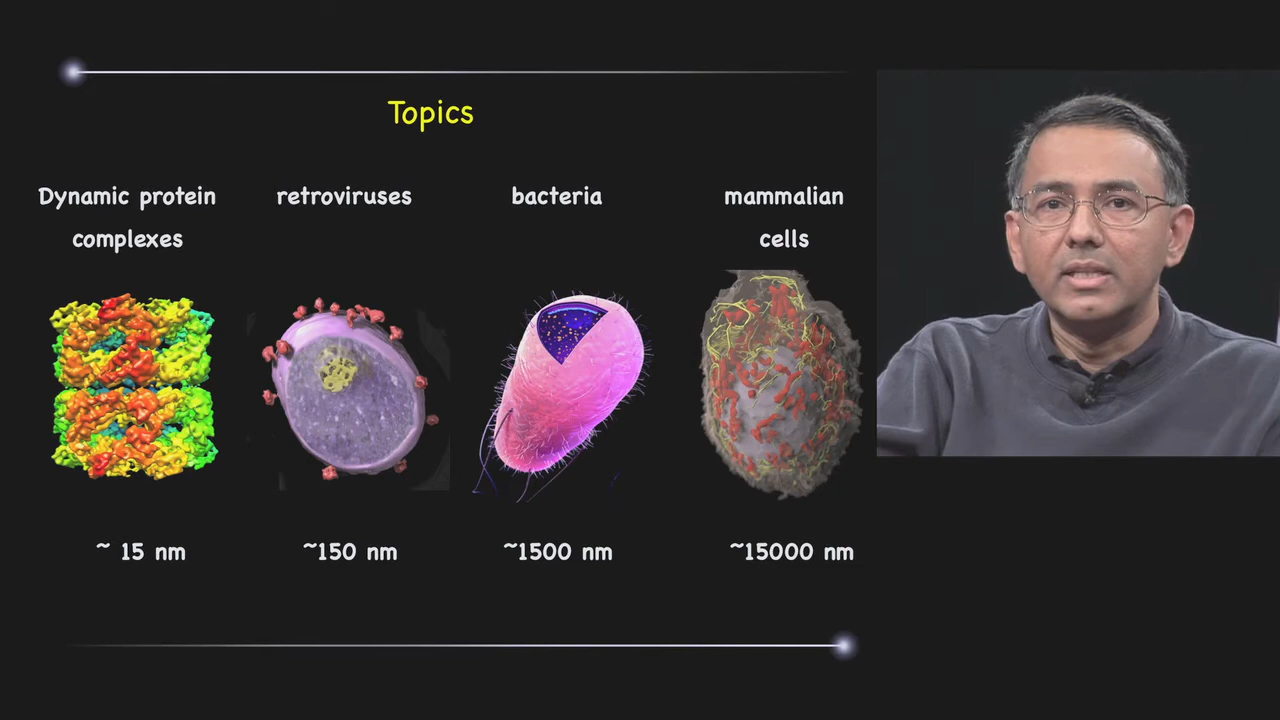 Topics
Dynamic protein
complexes
retroviruses
bacteria
mammalian
cells
~ 15 nm
~150 nm
~1500 nm
~15000 nm